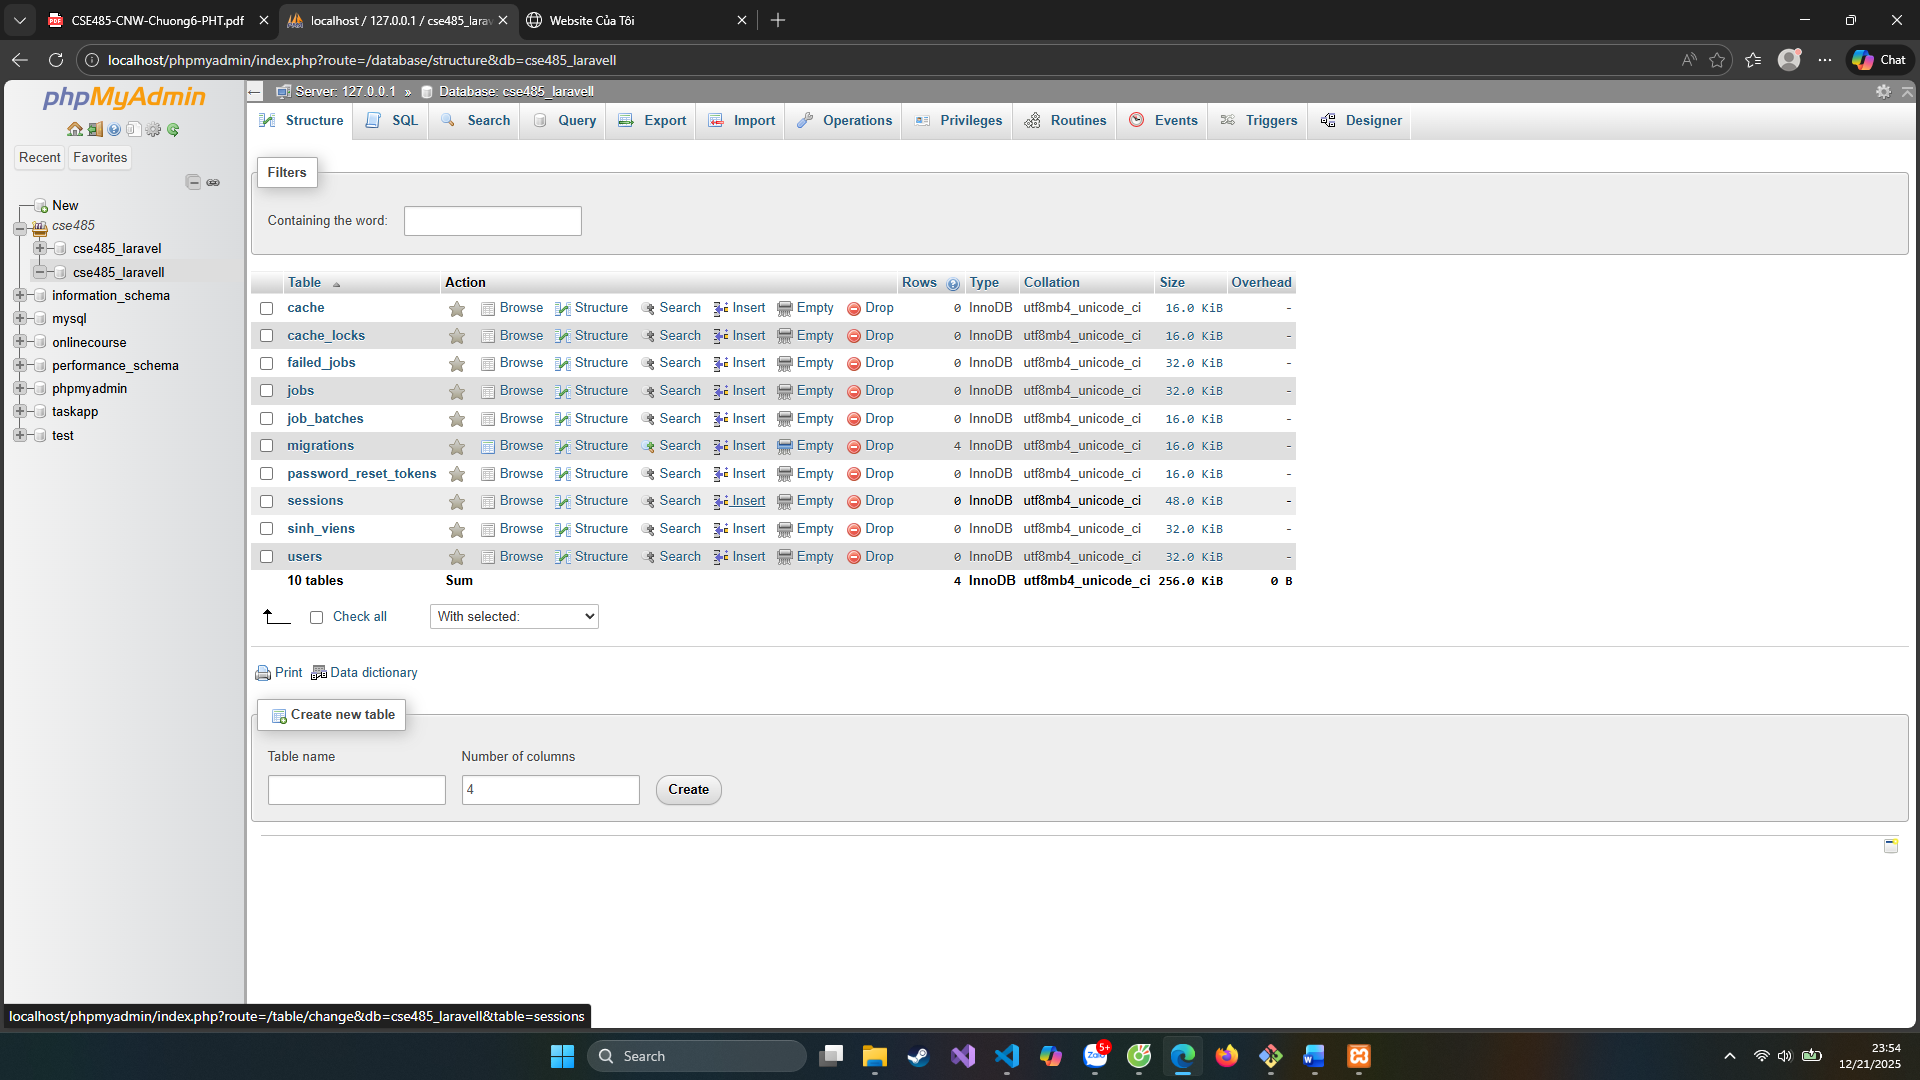 CSE485-CNW-Chuong6-PHT.pdf
localhost / 127.0.0.1 / cse485_lara
Website Của Tôi
localhost/phpmyadmin/index.php?route=/database/structure&db=cse485_laravell
Chat
phpMyAdmin
Recent
Favorites
New
cse485
cse485_laravel
cse485_laravell
information_schema
mysql
onlinecourse
performance_schema
phpmyadmin
taskapp
test
Server: 127.0.0.1 » Database: cse485_laravell
Structure SQL Search Query Export Import Operations Privileges Routines Events Triggers Designer
Filters
Containing the word:
Table Action Rows Type Collation Size Overhead
cache Browse Structure Search Insert Empty Drop 0 InnoDB utf8mb4_unicode_ci 16.0 KiB -
cache_locks Browse Structure Search Insert Empty Drop 0 InnoDB utf8mb4_unicode_ci 16.0 KiB -
failed_jobs Browse Structure Search Insert Empty Drop 0 InnoDB utf8mb4_unicode_ci 32.0 KiB -
jobs Browse Structure Search Insert Empty Drop 0 InnoDB utf8mb4_unicode_ci 32.0 KiB -
job_batches Browse Structure Search Insert Empty Drop 0 InnoDB utf8mb4_unicode_ci 16.0 KiB -
migrations Browse Structure Search Insert Empty Drop 4 InnoDB utf8mb4_unicode_ci 16.0 KiB -
password_reset_tokens Browse Structure Search Insert Empty Drop 0 InnoDB utf8mb4_unicode_ci 16.0 KiB -
sessions Browse Structure Search Insert Empty Drop 0 InnoDB utf8mb4_unicode_ci 48.0 KiB -
sinh_viens Browse Structure Search Insert Empty Drop 0 InnoDB utf8mb4_unicode_ci 32.0 KiB -
users Browse Structure Search Insert Empty Drop 0 InnoDB utf8mb4_unicode_ci 32.0 KiB -
10 tables Sum 4 InnoDB utf8mb4_unicode_ci 256.0 KiB 0 B
Check all
With selected:
Print
Data dictionary
Create new table
Table name
Number of columns
4
Create
localhost/phpmyadmin/index.php?route=/table/change&db=cse485_laravell&table=sessions
Search
Zalo
5+
23:54
12/21/2025